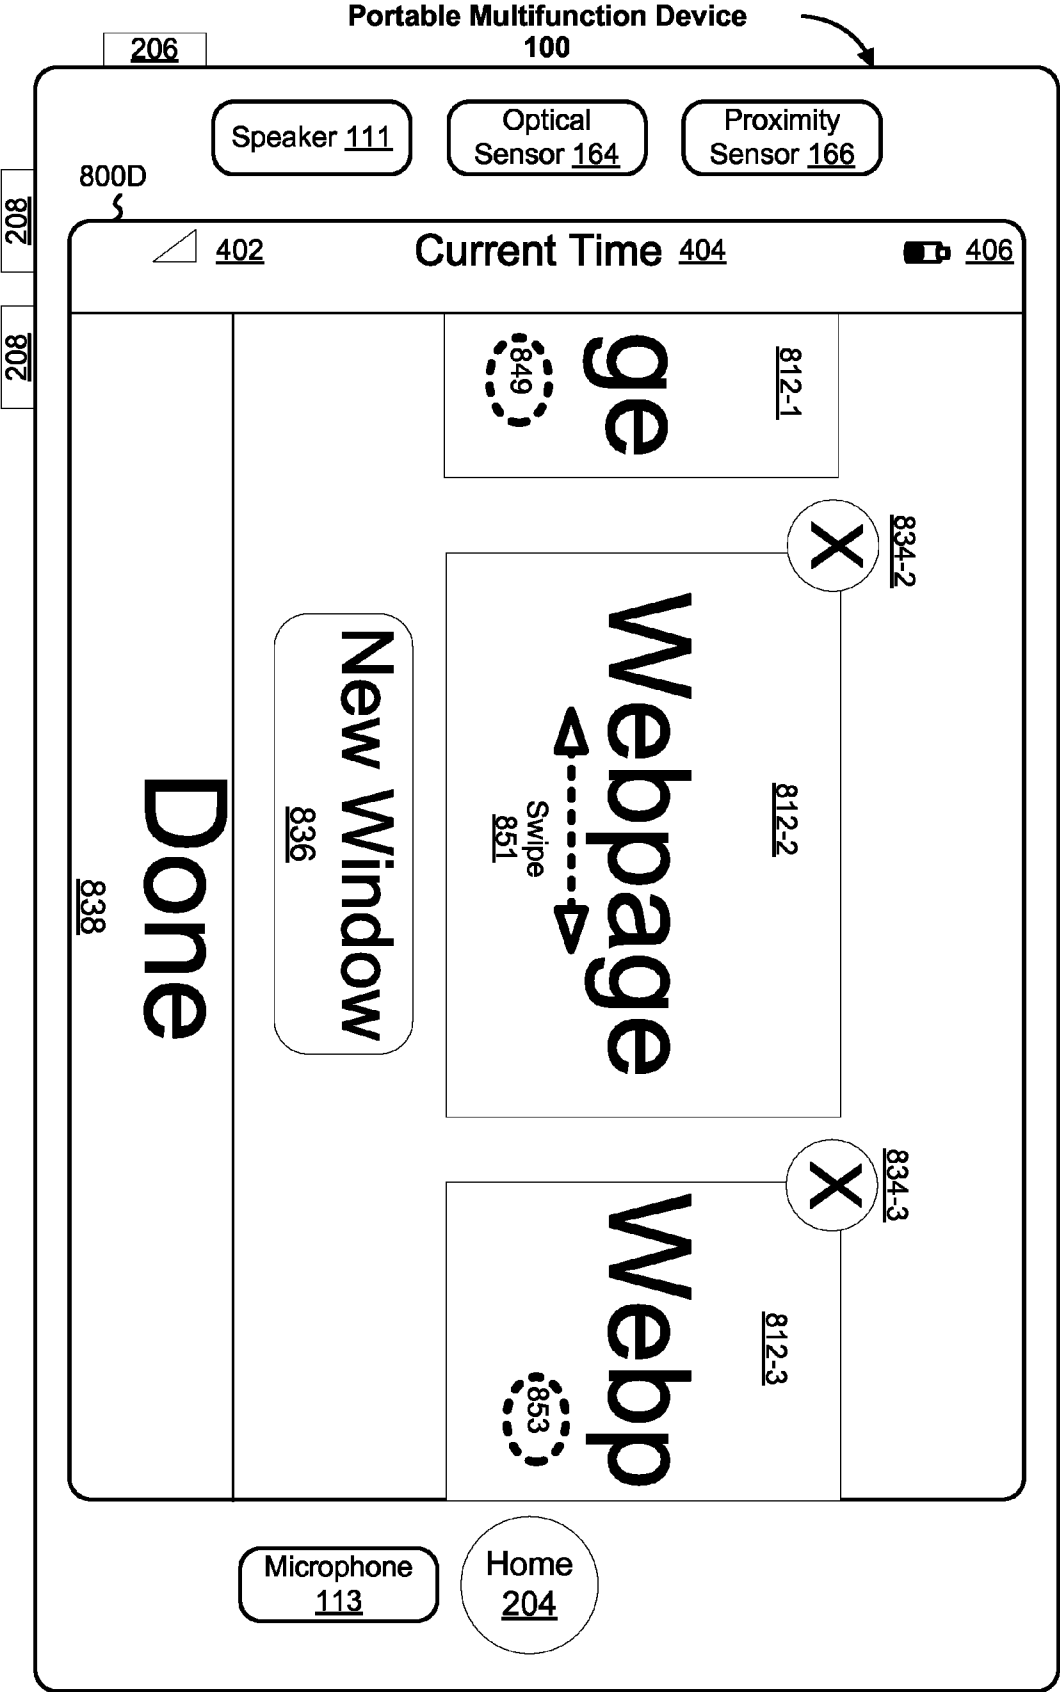 Portable Multifunction Device
100
206
Speaker 111
Optical
Sensor 164
Proximity
Sensor 166
800D
208
208
402
Current Time 404
406
812-1
ge
849
834-2
X
812-2
Webpage
Swipe
851
834-3
X
812-3
Webp
853
New Window
836
Done
838
Microphone
113
Home
204